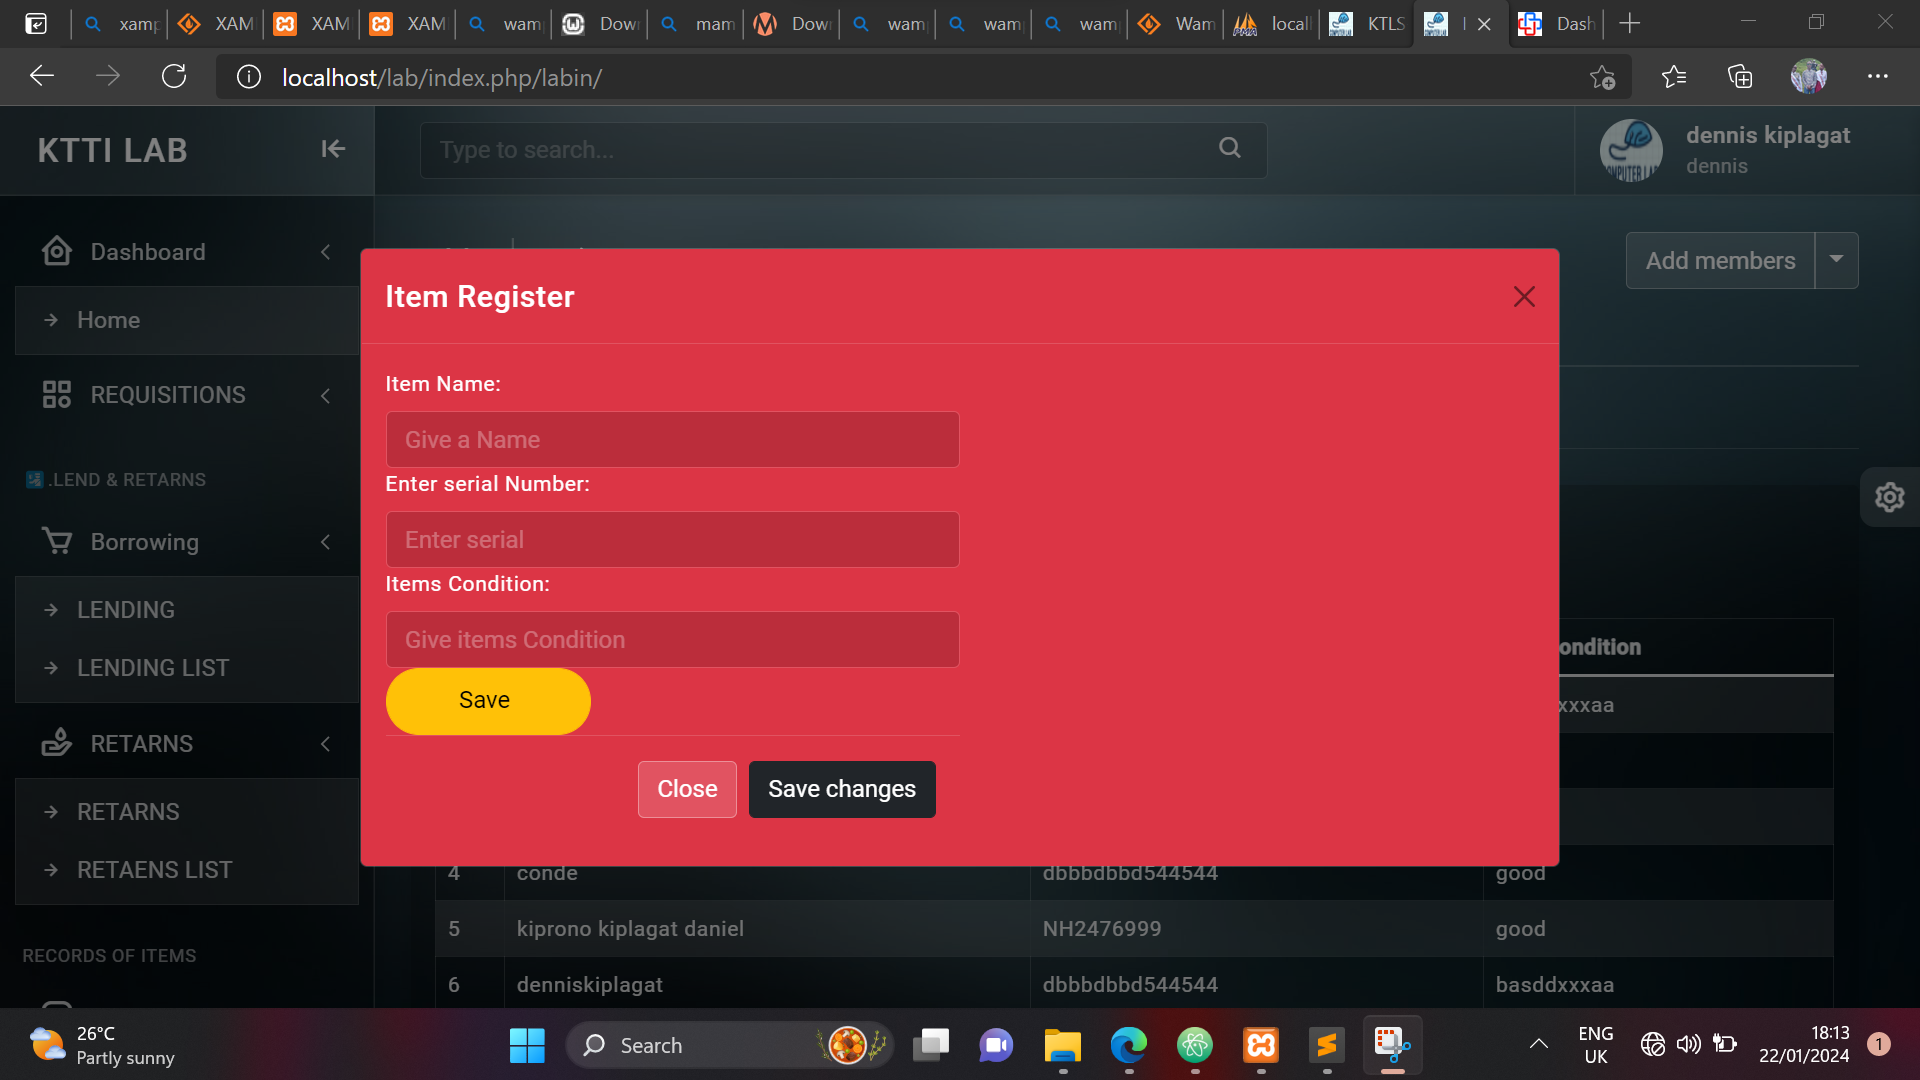 xamp
XAM
XAM
XAM
wam
Dow
mam
Dow
wam
wam
wam
Wam
local
KTLS
Dash
localhost/lab/index.php/labin/
KTTI LAB
Type to search...
dennis kiplagat
dennis
Dashboard
Home
REQUISITIONS
.LEND & RETARNS
Borrowing
LENDING
LENDING LIST
RETARNS
RETARNS
RETAENS LIST
RECORDS OF ITEMS
Add members
Item Register
Item Name:
Give a Name
Enter serial Number:
Enter serial
Items Condition:
Give items Condition
Save
Close
Save changes
ondition
xxxaa
4 conde dbbbdbbd544544 good
5 kiprono kiplagat daniel NH2476999 good
6 denniskiplagat dbbbdbbd544544 basddxxxaa
26°C
Partly sunny
Search
ENG
UK
18:13
22/01/2024
1